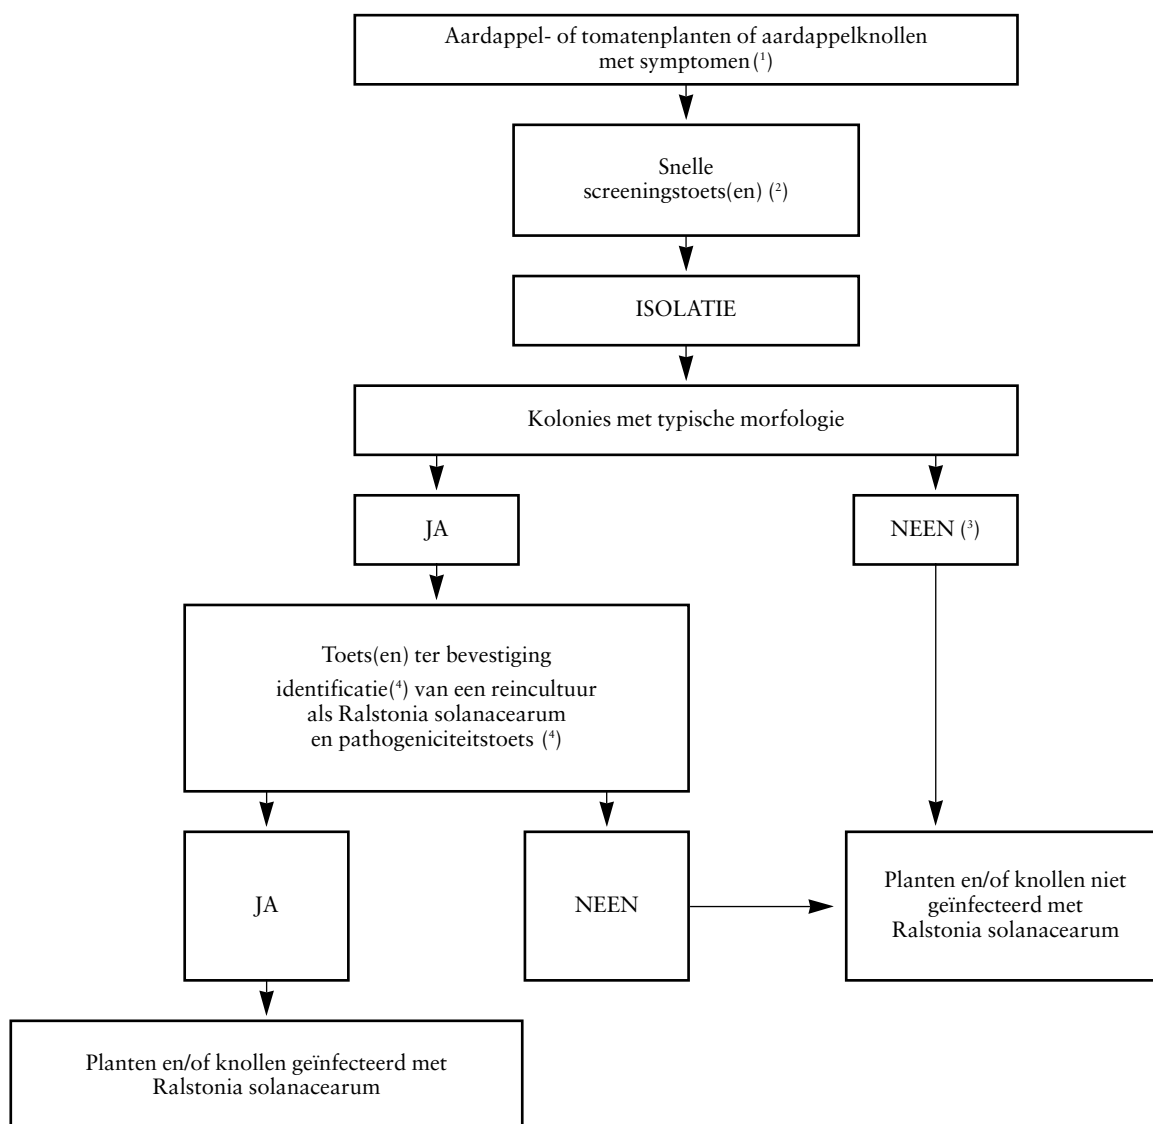 Aardappel- of tomatenplanten of aardappelknollen
met symptomen (¹)
Snelle
screeningstoets(en) (²)
ISOLATIE
Kolonies met typische morfologie
JA
NEEN (³)
Toets(en) ter bevestiging
identificatie(⁴) van een reincultuur
als Ralstonia solanacearum
en pathogeniciteitstoets (⁴)
JA
NEEN
Planten en/of knollen niet
geïnfecteerd met
Ralstonia solanacearum
Planten en/of knollen geïnfecteerd met
Ralstonia solanacearum